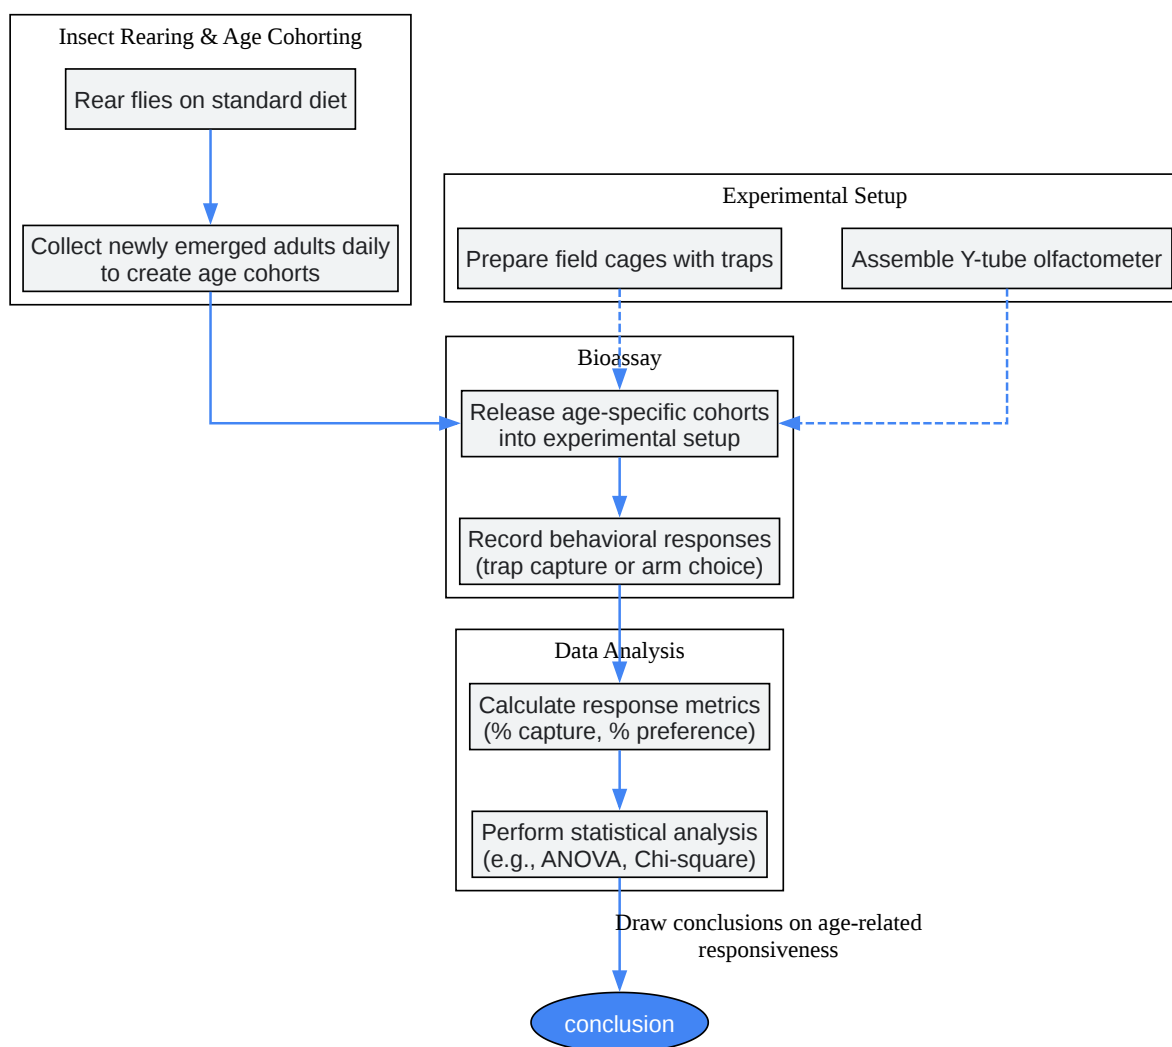 Insect Rearing & Age Cohorting
Rear flies on standard diet
Collect newly emerged adults daily
to create age cohorts
Experimental Setup
Prepare field cages with traps
Assemble Y-tube olfactometer
Bioassay
Release age-specific cohorts
into experimental setup
Record behavioral responses
(trap capture or arm choice)
Data Analysis
Calculate response metrics
(% capture, % preference)
Perform statistical analysis
(e.g., ANOVA, Chi-square)
Draw conclusions on age-related
responsiveness
conclusion